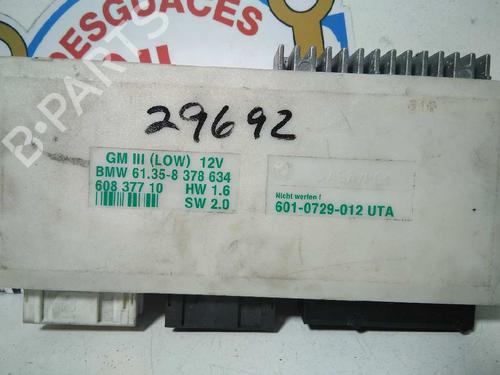 DESGUACES
B-PARTS
29692
GM III (LOW) 12V
BMW 61.35-8 378 634
608 377 10 HW 1.6
SW 2.0
Nicht werfen !
601-0729-012 UTA